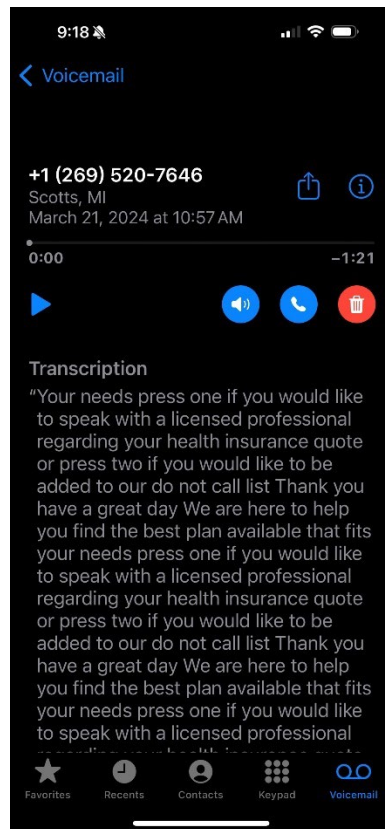 9:18
Voicemail
+1 (269) 520-7646
Scotts, MI
March 21, 2024 at 10:57 AM
0:00
−1:21
Transcription
“Your needs press one if you would like
to speak with a licensed professional
regarding your health insurance quote
or press two if you would like to be
added to our do not call list Thank you
have a great day We are here to help
you find the best plan available that fits
your needs press one if you would like
to speak with a licensed professional
regarding your health insurance quote
or press two if you would like to be
added to our do not call list Thank you
have a great day We are here to help
you find the best plan available that fits
your needs press one if you would like
to speak with a licensed professional
regarding your health insurance quote
Favorites
Recents
Contacts
Keypad
Voicemail